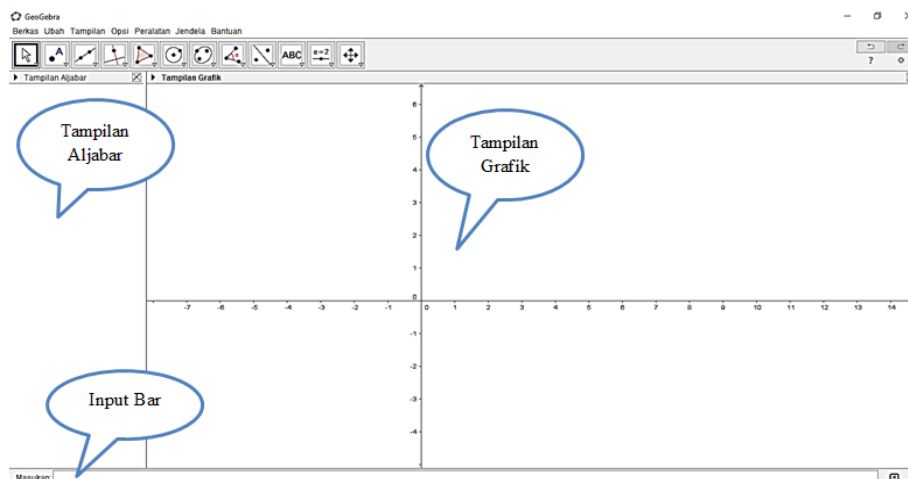 GeoGebra
Berkas Ubah Tampilan Opsi Peralatan Jendela Bantuan
A ABC a=2
?
Tampilan Aljabar
Tampilan Grafik
Tampilan
Aljabar
Tampilan
Grafik
6
5
4
3
2
1
0
-7 -6 -5 -4 -3 -2 -1 0 1 2 3 4 5 6 7 8 9 10 11 12 13 14
-1
-2
-3
-4
Input Bar
Masukan: